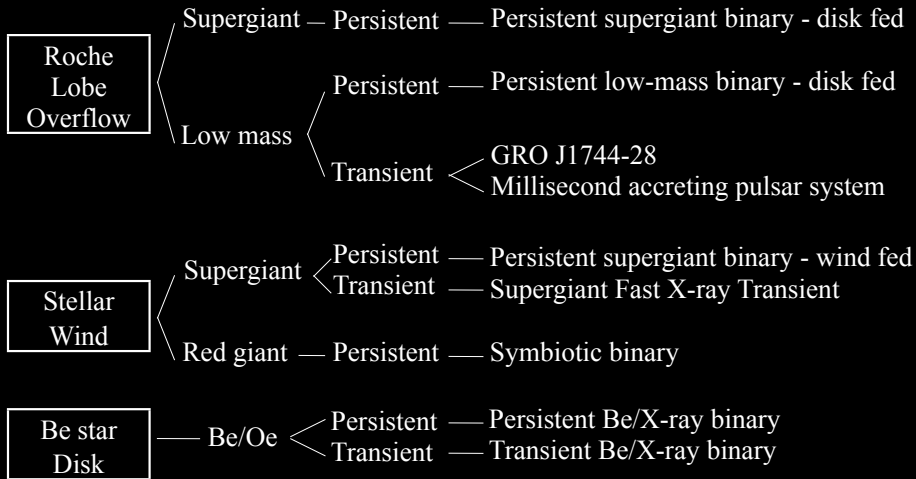 Supergiant Persistent Persistent supergiant binary - disk fed
Roche
Lobe
Overflow
Persistent Persistent low-mass binary - disk fed
Low mass
GRO J1744-28
Transient
Millisecond accreting pulsar system
Persistent Persistent supergiant binary - wind fed
Supergiant
Transient Supergiant Fast X-ray Transient
Stellar
Wind
Red giant Persistent Symbiotic binary
Persistent Persistent Be/X-ray binary
Be star
Disk
Be/Oe
Transient Transient Be/X-ray binary